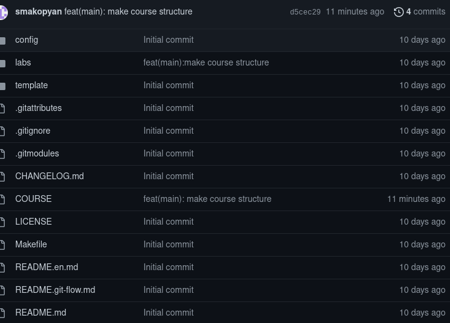 smakopyan feat(main): make course structure d5cec29 11 minutes ago 4 commits
config Initial commit 10 days ago
labs feat(main):make course structure 10 days ago
template Initial commit 10 days ago
.gitattributes Initial commit 10 days ago
.gitignore Initial commit 10 days ago
.gitmodules Initial commit 10 days ago
CHANGELOG.md Initial commit 10 days ago
COURSE feat(main): make course structure 11 minutes ago
LICENSE Initial commit 10 days ago
Makefile Initial commit 10 days ago
README.en.md Initial commit 10 days ago
README.git-flow.md Initial commit 10 days ago
README.md Initial commit 10 days ago